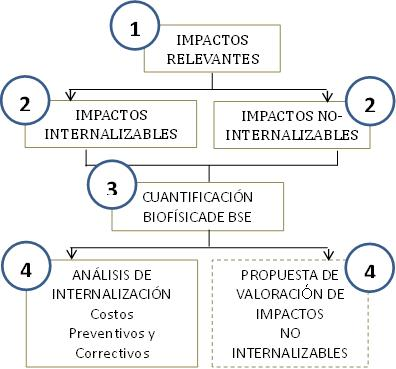 1
IMPACTOS
RELEVANTES
2
IMPACTOS
INTERNALIZABLES
IMPACTOS NO-
INTERNALIZABLES
2
3
CUANTIFICACIÓN
BIOFÍSICADE BSE
4
ANÁLISIS DE
INTERNALIZACIÓN
Costos
Preventivos y
Correctivos
PROPUESTA DE
VALORACIÓN DE
IMPACTOS
NO
INTERNALIZABLES
4